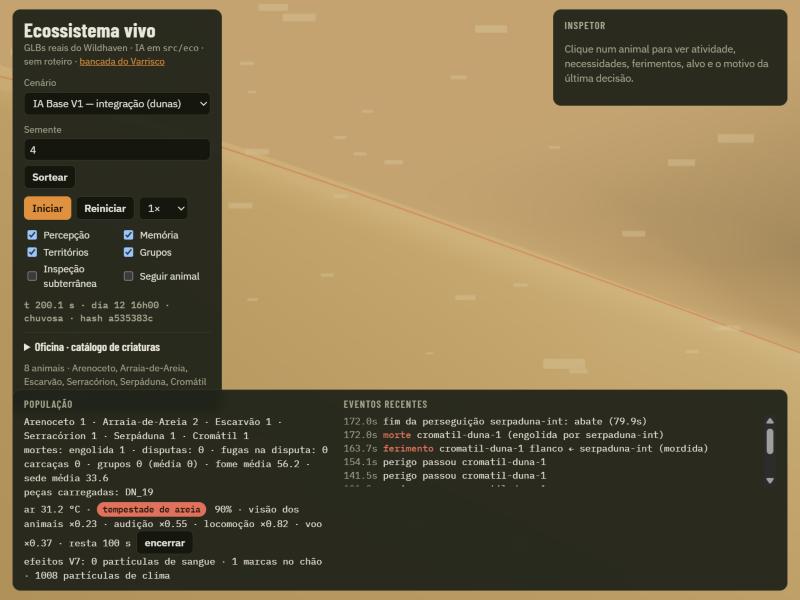 Ecossistema vivo
GLBs reais do Wildhaven · IA em src/eco ·
sem roteiro · bancada do Varrisco
Cenário
IA Base V1 — integração (dunas)
Semente
4
Sortear
Iniciar Reiniciar 1×
Percepção Memória
Territórios Grupos
Inspeção
subterrânea Seguir animal
t 200.1 s · dia 12 16h00 ·
chuvosa · hash a535383c
▶ Oficina · catálogo de criaturas
8 animais · Arenoceto, Arraia-de-Areia,
Escarvão, Serracórion, Serpáduna, Cromátil
INSPETOR
Clique num animal para ver atividade,
necessidades, ferimentos, alvo e o motivo da
última decisão.
POPULAÇÃO
Arenoceto 1 · Arraia-de-Areia 2 · Escarvão 1 ·
Serracórion 1 · Serpáduna 1 · Cromátil 1
mortes: engolida 1 · disputas: 0 · fugas na disputa: 0
carcaças 0 · grupos 0 (média 0) · fome média 56.2 ·
sede média 33.6
peças carregadas: DN_19
ar 31.2 °C · tempestade de areia 90% · visão dos
animais ×0.23 · audição ×0.55 · locomoção ×0.82 · voo
×0.37 · resta 100 s encerrar
efeitos V7: 0 partículas de sangue · 1 marcas no chão
· 1008 partículas de clima
EVENTOS RECENTES
172.0s fim da perseguição serpaduna-int: abate (79.9s)
172.0s morte cromatil-duna-1 (engolida por serpaduna-int)
163.7s ferimento cromatil-duna-1 flanco ← serpaduna-int (mordida)
154.1s perigo passou cromatil-duna-1
141.5s perigo passou cromatil-duna-1